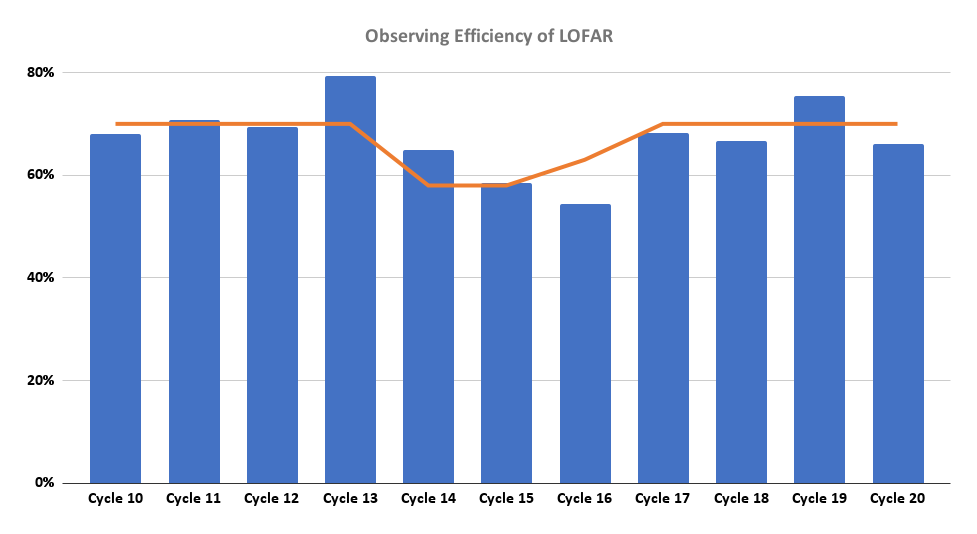 Observing Efficiency of LOFAR
80%
60%
40%
20%
0%
Cycle 10 Cycle 11 Cycle 12 Cycle 13 Cycle 14 Cycle 15 Cycle 16 Cycle 17 Cycle 18 Cycle 19 Cycle 20